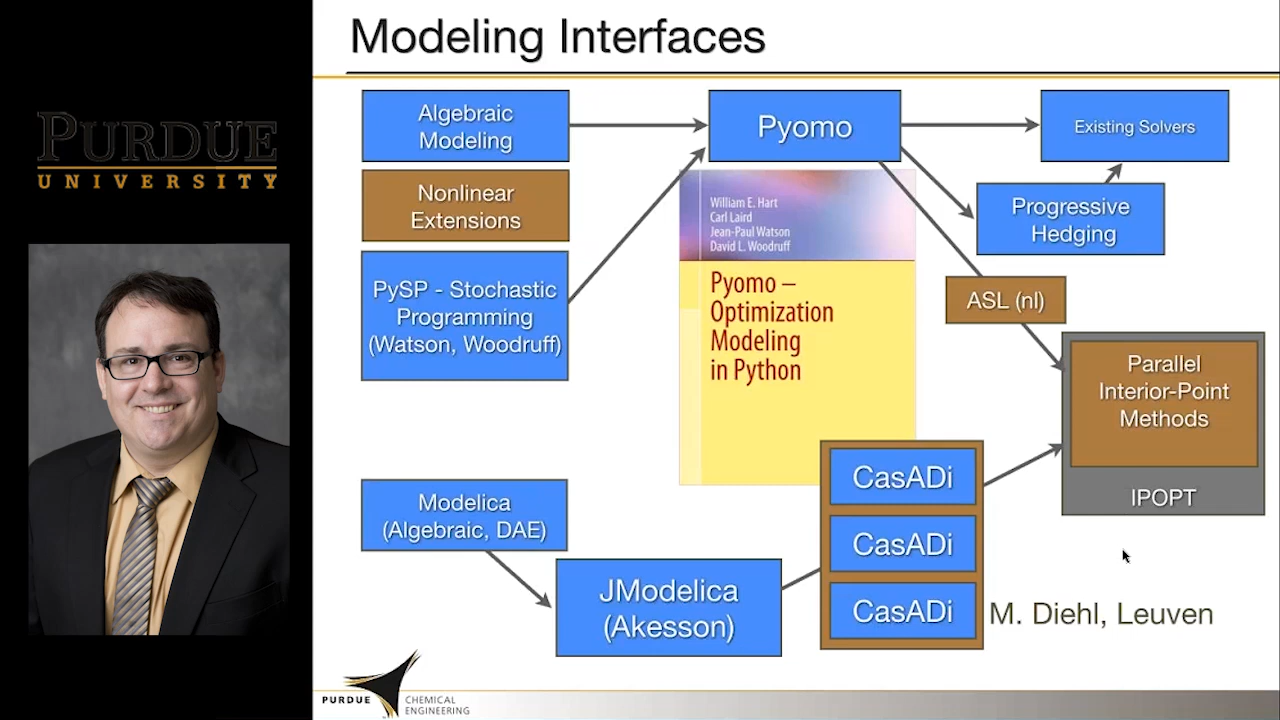 PURDUE
UNIVERSITY
Modeling Interfaces
Algebraic
Modeling
Pyomo
Existing Solvers
Nonlinear
Extensions
Progressive
Hedging
PySP - Stochastic
Programming
(Watson, Woodruff)
William E. Hart
Carl Laird
Jean-Paul Watson
David L. Woodruff
Pyomo –
Optimization
Modeling
in Python
ASL (nl)
Parallel
Interior-Point
Methods
IPOPT
Modelica
(Algebraic, DAE)
JModelica
(Akesson)
CasADi
CasADi
CasADi
M. Diehl, Leuven
PURDUE
CHEMICAL
ENGINEERING